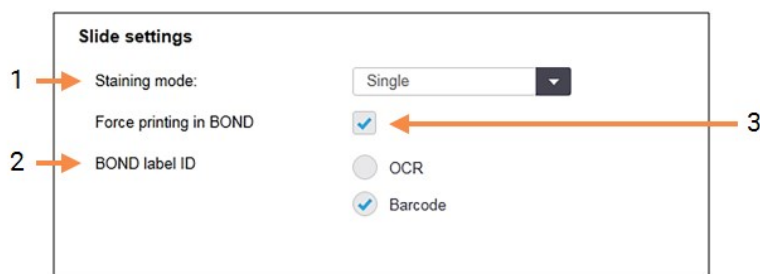 Slide settings
1 Staining mode: Single
Force printing in BOND 3
2 BOND label ID OCR
Barcode